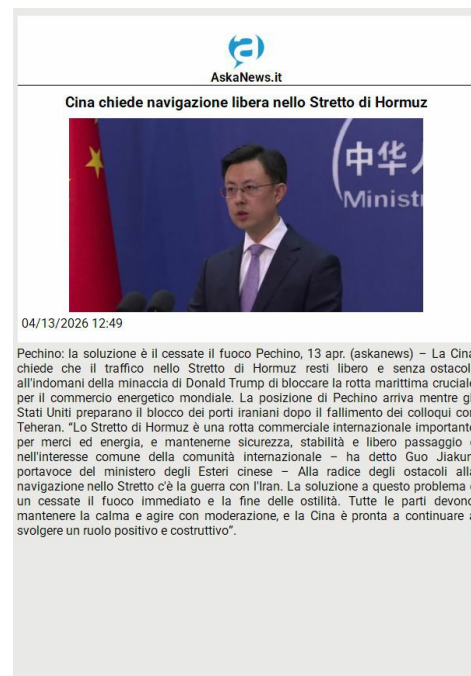 AskaNews.it
Cina chiede navigazione libera nello Stretto di Hormuz
中华
Minist
04/13/2026 12:49
Pechino: la soluzione è il cessate il fuoco Pechino, 13 apr. (askanews) – La Cina
chiede che il traffico nello Stretto di Hormuz resti libero e senza ostacol
all'indomani della minaccia di Donald Trump di bloccare la rotta marittima cruciale
per il commercio energetico mondiale. La posizione di Pechino arriva mentre gl
Stati Uniti preparano il blocco dei porti iraniani dopo il fallimento dei colloqui con
Teheran. "Lo Stretto di Hormuz è una rotta commerciale internazionale importante
per merci ed energia, e mantenerne sicurezza, stabilità e libero passaggio
nell'interesse comune della comunità internazionale – ha detto Guo Jiakun
portavoce del ministero degli Esteri cinese – Alla radice degli ostacoli alla
navigazione nello Stretto c'è la guerra con l'Iran. La soluzione a questo problema
un cessate il fuoco immediato e la fine delle ostilità. Tutte le parti devono
mantenere la calma e agire con moderazione, e la Cina è pronta a continuare
svolgere un ruolo positivo e costruttivo".